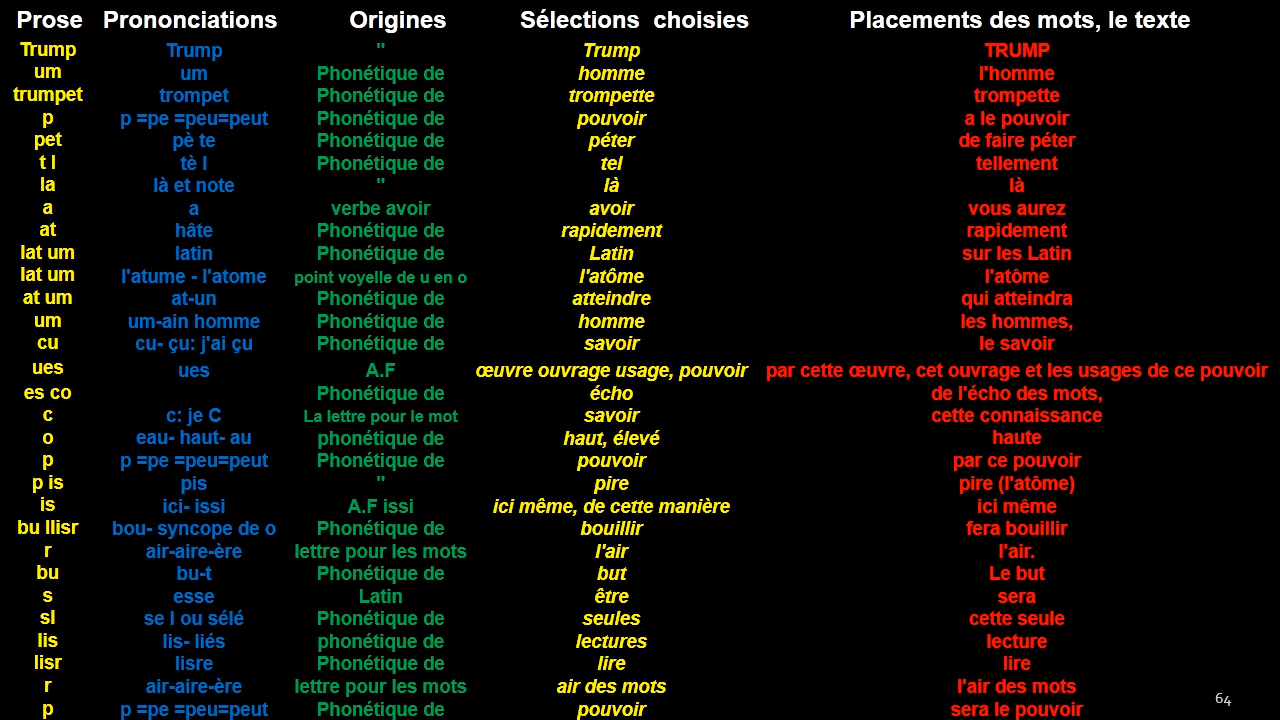 Prose Prononciations Origines Sélections choisies Placements des mots, le texte
Trump Trump " Trump TRUMP
um um Phonétique de homme l'homme
trumpet trompet Phonétique de trompette trompette
p p =pe =peu=peut Phonétique de pouvoir a le pouvoir
pet pè te Phonétique de péter de faire péter
t l tè l Phonétique de tel tellement
la là et note " là là
a a verbe avoir avoir vous aurez
at hâte Phonétique de rapidement rapidement
lat um latin Phonétique de Latin sur les Latin
lat um l'atume - l'atome point voyelle de u en o l'atôme l'atôme
at um at-un Phonétique de atteindre qui atteindra
um um-ain homme Phonétique de homme les hommes,
cu cu- çu: j'ai çu Phonétique de savoir le savoir
ues ues A.F œuvre ouvrage usage, pouvoir par cette œuvre, cet ouvrage et les usages de ce pouvoir
es co Phonétique de écho de l'écho des mots,
c c: je C La lettre pour le mot savoir cette connaissance
o eau- haut- au phonétique de haut, élevé haute
p p =pe =peu=peut Phonétique de pouvoir par ce pouvoir
p is pis " pire pire (l'atôme)
is ici- issi A.F issi ici même, de cette manière ici même
bu llisr bou- syncope de o Phonétique de bouillir fera bouillir
r air-aire-ère lettre pour les mots l'air l'air.
bu bu-t Phonétique de but Le but
s esse Latin être sera
sl se l ou sélé Phonétique de seules cette seule
lis lis- liés phonétique de lectures lecture
lisr lisre Phonétique de lire lire
r air-aire-ère lettre pour les mots air des mots l'air des mots
p p =pe =peu=peut Phonétique de pouvoir sera le pouvoir
64